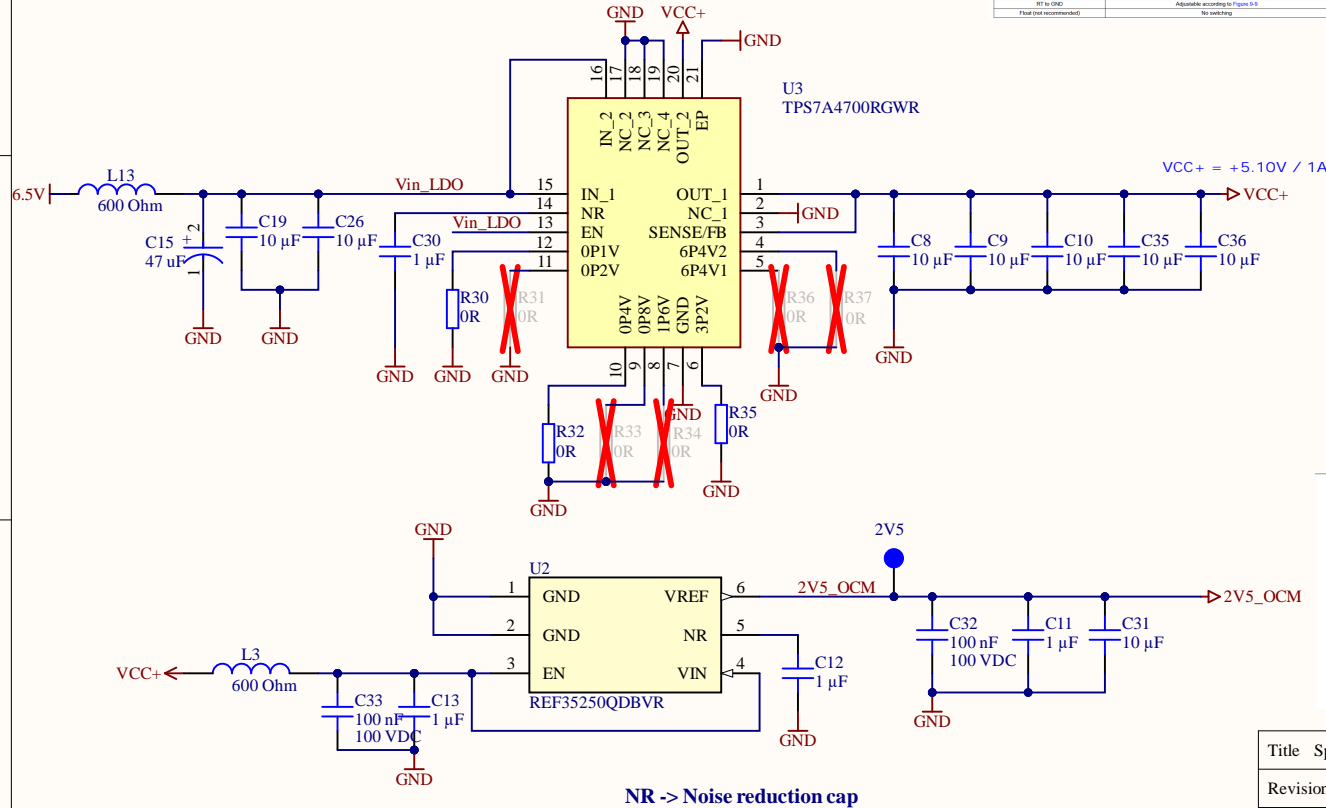 RT to GND
Adjustable according to Figure 9-9
Float (not recommended)
No switching
GND
VCC+
GND
16
17
18
19
20
21
U3
TPS7A4700RGWR
IN_2
NC_2
NC_3
NC_4
OUT_2
EP
VCC+ = +5.10V / 1A
6.5V
L13
600 Ohm
Vin_LDO
15
IN_1
OUT_1
1
VCC+
14
NR
NC_1
2
GND
Vin_LDO
13
EN
SENSE/FB
3
12
0P1V
6P4V2
4
11
0P2V
6P4V1
5
C15
+
2
1
47 uF
C19
10 µF
C26
10 µF
C30
1 µF
C8
10 µF
C9
10 µF
C10
10 µF
C35
10 µF
C36
10 µF
R30
0R
R31
0R
R36
0R
R37
0R
0P4V
0P8V
1P6V
GND
3P2V
10
9
8
7
6
GND
GND
GND
GND
GND
GND
GND
GND
R32
0R
R33
0R
R34
0R
GND
R35
0R
GND
GND
GND
U2
1
GND
VREF
6
2V5_OCM
2V5
2V5_OCM
2
GND
NR
5
3
EN
VIN
4
REF35250QDBVR
VCC+
L3
600 Ohm
C33
100 nF
100 VDC
C13
1 µF
GND
C12
1 µF
GND
C32
100 nF
100 VDC
C11
1 µF
C31
10 µF
GND
NR -> Noise reduction cap
Title
Revision